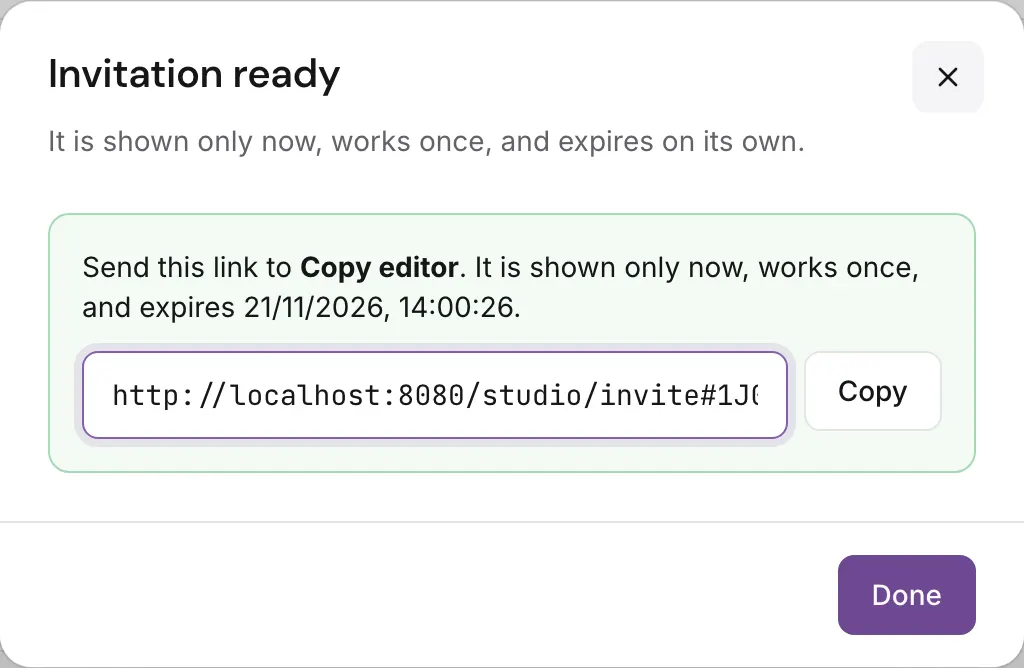 Invitation ready
It is shown only now, works once, and expires on its own.
Send this link to Copy editor. It is shown only now, works once,
and expires 21/11/2026, 14:00:26.
http://localhost:8080/studio/invite#1J
Copy
Done